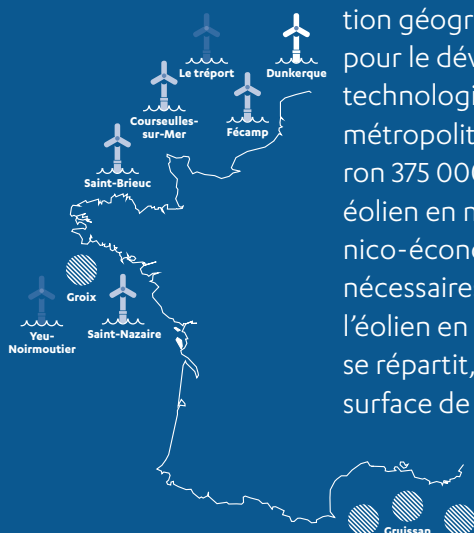 Le tréport
Dunkerque
Courseulles-
sur-Mer
Fécamp
Saint-Brieuc
Groix
Yeu-
Noirmoutier
Saint-Nazaire
Gruissan
tion géogr
pour le dév
technologi
métropolit
ron 375 000
éolien en m
nico-écono
nécessaire
l’éolien en
se répartit,
surface de